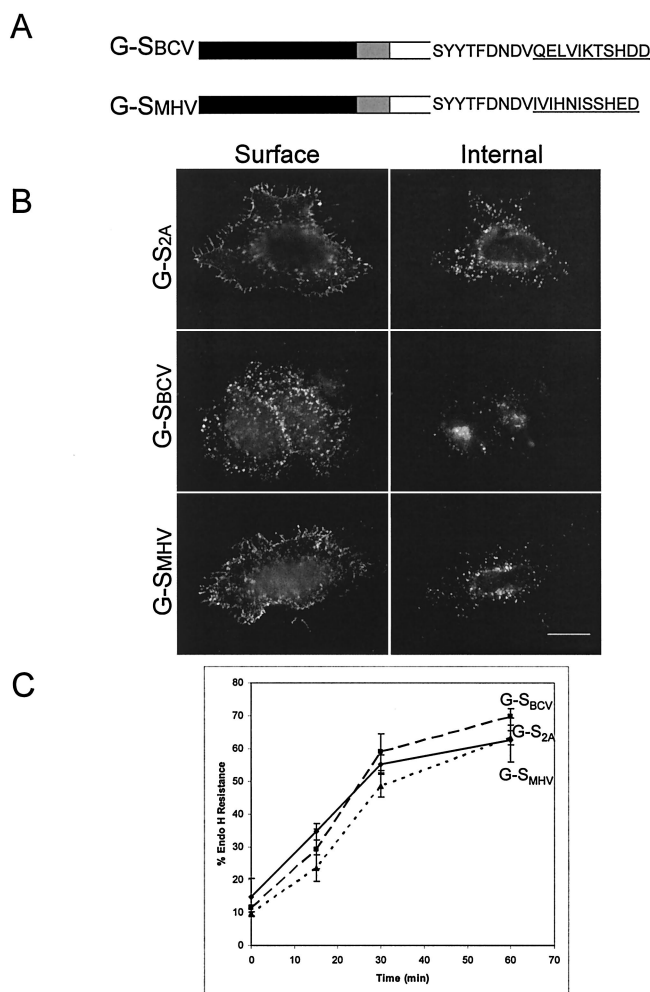 A
G-SBCV SYYTFDNDVQELVIKTSHDD
G-SMHV SYYTFDNDVIVIHNISSHED
Surface Internal
B
G-S2A
G-SBCV
G-SMHV
C
80
70
60
50
40
30
20
10
0
% Endo H Resistance
G-SBCV
G-S2A
G-SMHV
0 10 20 30 40 50 60 70
Time (min)